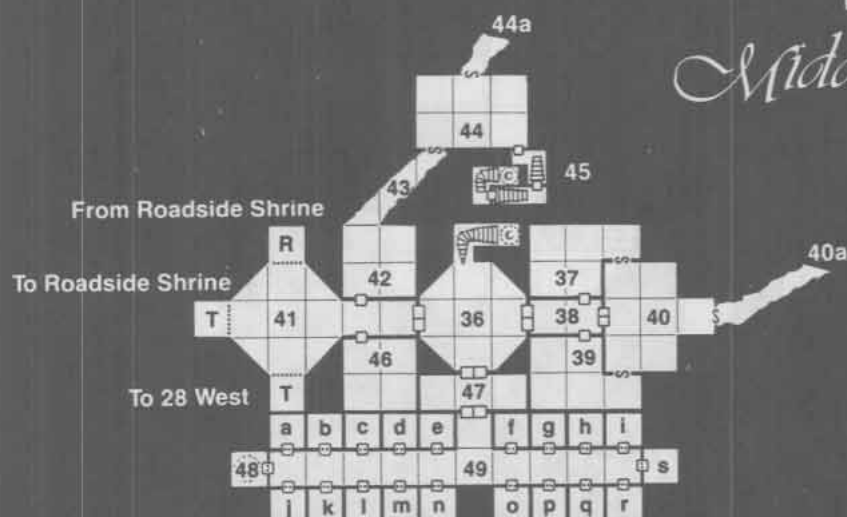 44a
44
45
43
From Roadside Shrine
R
C
40a
42
37
To Roadside Shrine
T
41
36
38
40
46
39
To 28 West
T
47
a b c d e f g h i
48
49
s
j k l m n o p q r
S
S
S
S
S
C